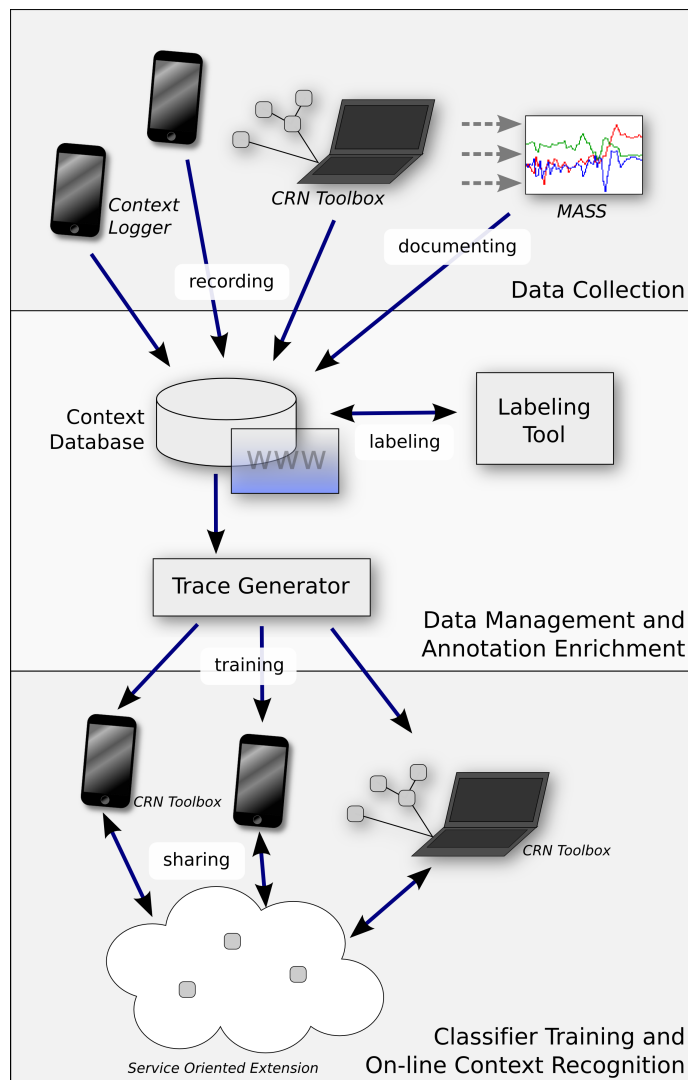 Context
Logger
CRN Toolbox
MASS
recording
documenting
Data Collection
Context
Database
www
labeling
Labeling
Tool
Trace Generator
Data Management and
Annotation Enrichment
training
CRN Toolbox
CRN Toolbox
sharing
Service Oriented Extension
Classifier Training and
On-line Context Recognition